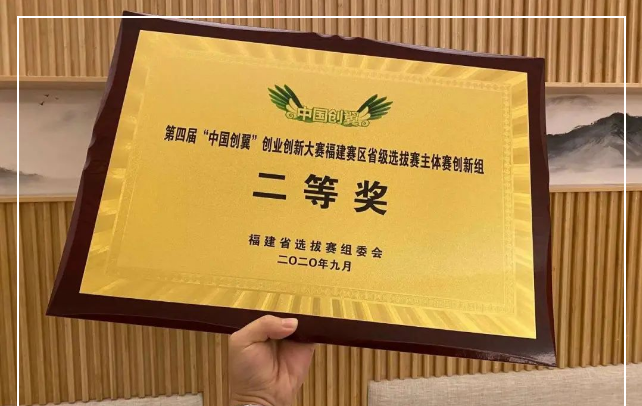 中国创翼
第四届“中国创翼”创业创新大赛福建赛区省级选拔赛主体赛创新组
二等奖
福建省选拔赛组委会
二〇二〇年九月